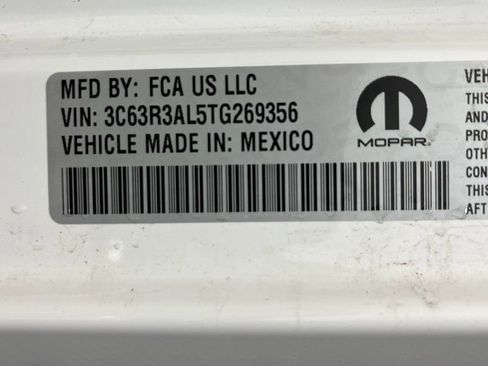 MFD BY: FCA US LLC
VIN: 3C63R3AL5TG269356
VEHICLE MADE IN: MEXICO
MOPAR
VEH
THIS
AND
PRO
OTH
CON
THIS
AFT